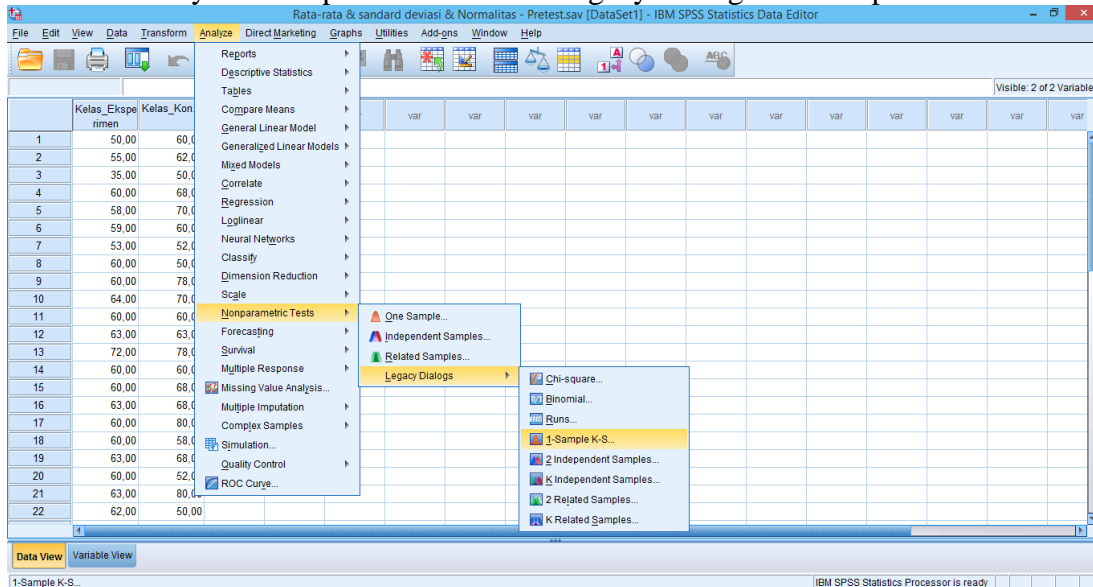 Rata-rata & sandard deviasi & Normalitas - Pretest.sav [DataSet1] - IBM SPSS Statistics Data Editor
File Edit View Data Transform Analyze Direct Marketing Graphs Utilities Add-ons Window Help
Visible: 2 of 2 Variable
Kelas_Ekspe rimen Kelas_Kon. var var var var var var var var var var var
1 50,00 60,0
2 55,00 62,0
3 35,00 50,0
4 60,00 68,0
5 58,00 70,0
6 59,00 60,0
7 53,00 52,0
8 60,00 50,0
9 60,00 78,0
10 64,00 70,0
11 60,00 60,0
12 63,00 63,0
13 72,00 78,0
14 60,00 60,0
15 60,00 68,0
16 63,00 68,0
17 60,00 80,0
18 60,00 58,0
19 63,00 68,0
20 60,00 52,0
21 63,00 80,00
22 62,00 50,00
Reports
Descriptive Statistics
Tables
Compare Means
General Linear Model
Generalized Linear Models
Mixed Models
Correlate
Regression
Loglinear
Neural Networks
Classify
Dimension Reduction
Scale
Nonparametric Tests
Forecasting
Survival
Multiple Response
Missing Value Analysis...
Multiple Imputation
Complex Samples
Simulation...
Quality Control
ROC Curve...
One Sample...
Independent Samples...
Related Samples...
Legacy Dialogs
Chi-square...
Binomial...
Runs...
1-Sample K-S...
2 Independent Samples...
K Independent Samples...
2 Related Samples...
K Related Samples...
Data View Variable View
1-Sample K-S... IBM SPSS Statistics Processor is ready